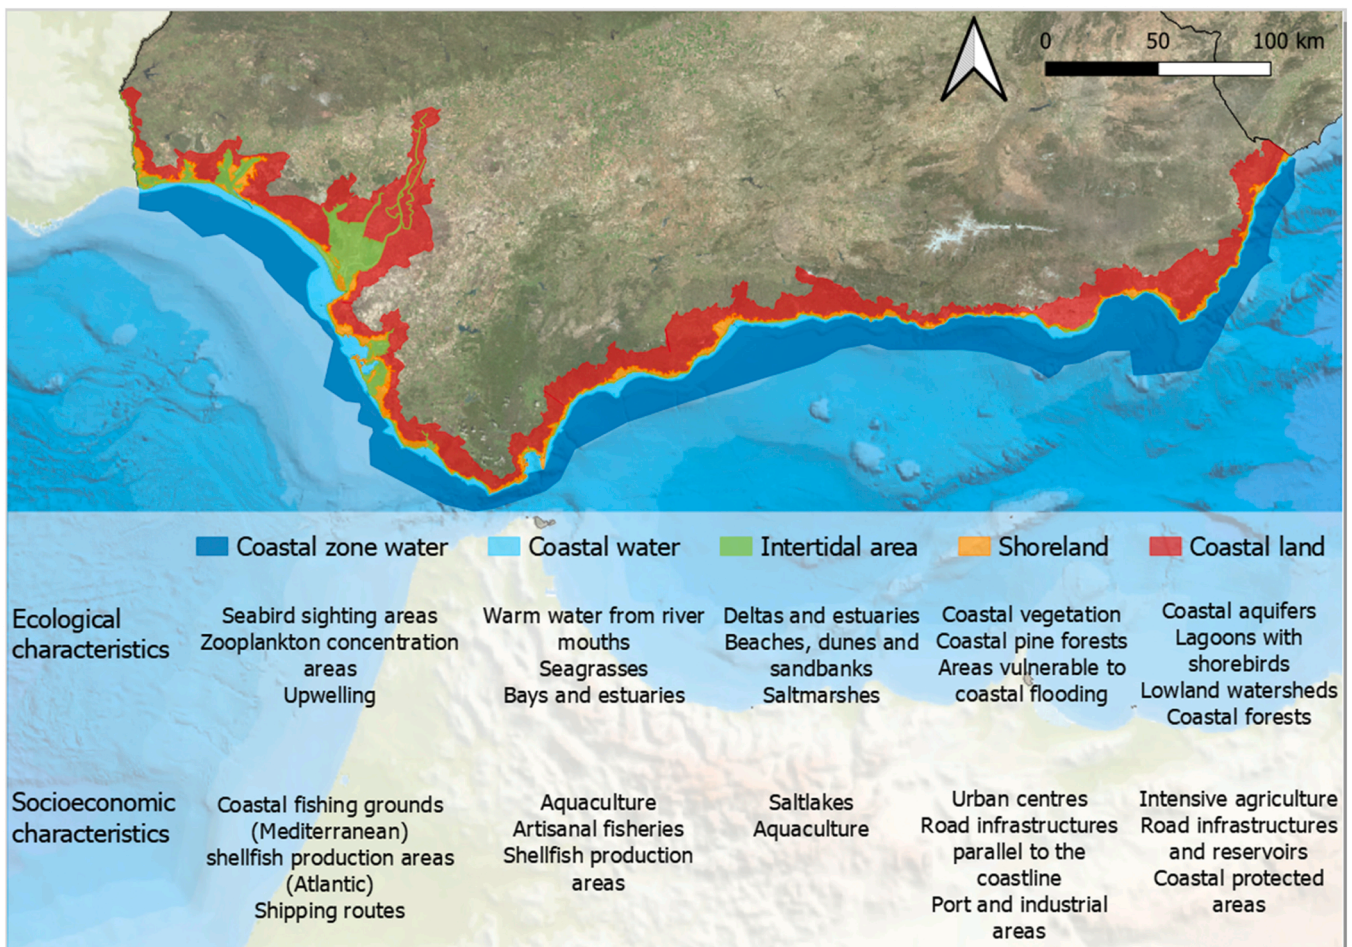 0 50 100 km
Coastal zone water
Coastal water
Intertidal area
Shoreland
Coastal land
Ecological
characteristics
Seabird sighting areas
Zooplankton concentration
areas
Upwelling
Warm water from river
mouths
Seagrasses
Bays and estuaries
Deltas and estuaries
Beaches, dunes and
sandbanks
Saltmarshes
Coastal vegetation
Coastal pine forests
Areas vulnerable to
coastal flooding
Coastal aquifers
Lagoons with
shorebirds
Lowland watersheds
Coastal forests
Socioeconomic
characteristics
Coastal fishing grounds
(Mediterranean)
shellfish production areas
(Atlantic)
Shipping routes
Aquaculture
Artisanal fisheries
Shellfish production
areas
Saltlakes
Aquaculture
Urban centres
Road infrastructures
parallel to the
coastline
Port and industrial
areas
Intensive agriculture
Road infrastructures
and reservoirs
Coastal protected
areas